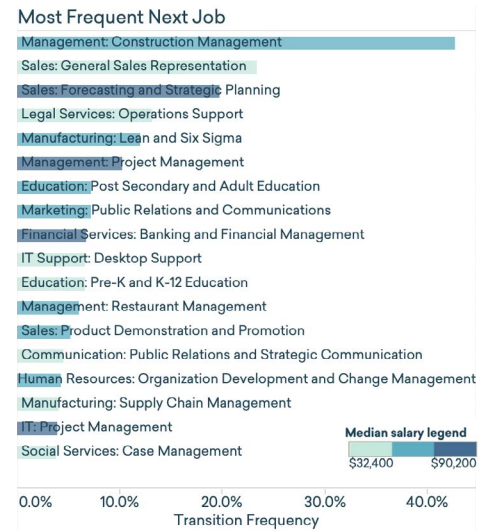 Most Frequent Next Job
Management: Construction Management
Sales: General Sales Representation
Sales: Forecasting and Strategic Planning
Legal Services: Operations Support
Manufacturing: Lean and Six Sigma
Management: Project Management
Education: Post Secondary and Adult Education
Marketing: Public Relations and Communications
Financial Services: Banking and Financial Management
IT Support: Desktop Support
Education: Pre-K and K-12 Education
Management: Restaurant Management
Sales: Product Demonstration and Promotion
Communication: Public Relations and Strategic Communication
Human Resources: Organization Development and Change Management
Manufacturing: Supply Chain Management
IT: Project Management
Social Services: Case Management
Median salary legend
$32,400 $90,200
0.0% 10.0% 20.0% 30.0% 40.0%
Transition Frequency